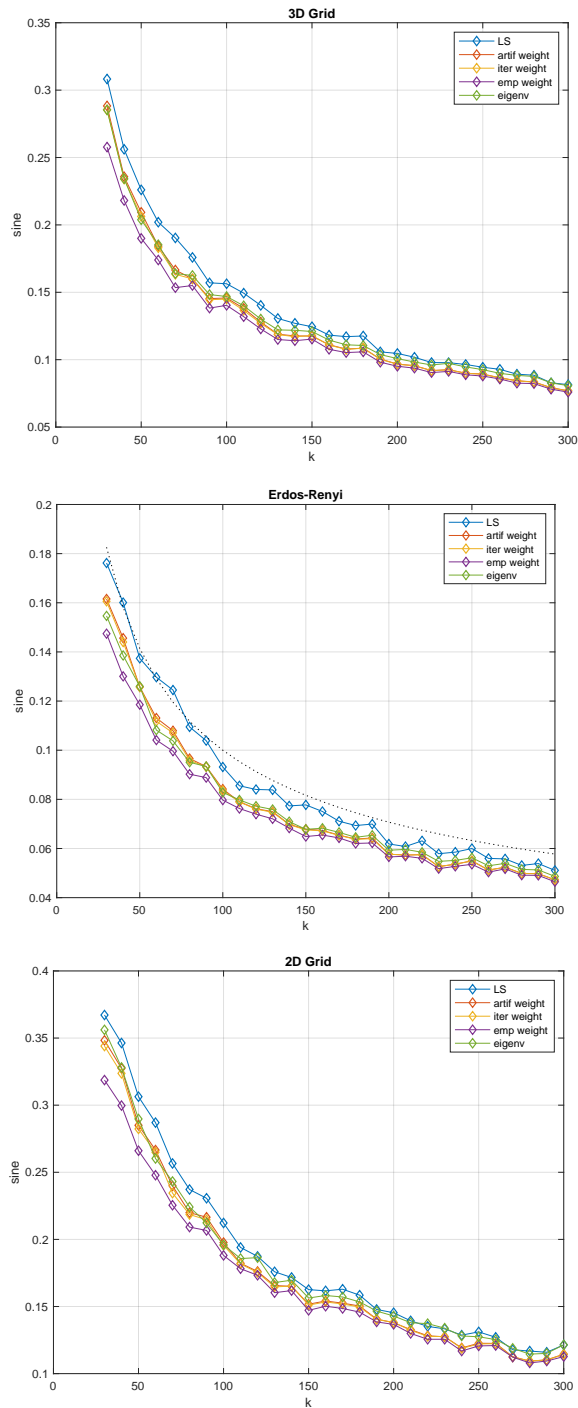 3D Grid
0.35
0.3
0.25
0.2
0.15
0.1
0.05
sine
LS
artif weight
iter weight
emp weight
eigenv
0 50 100 150 200 250 300
k
Erdos-Renyi
0.2
0.18
0.16
0.14
0.12
0.1
0.08
0.06
0.04
sine
LS
artif weight
iter weight
emp weight
eigenv
0 50 100 150 200 250 300
k
2D Grid
0.4
0.35
0.3
0.25
0.2
0.15
0.1
sine
LS
artif weight
iter weight
emp weight
eigenv
0 50 100 150 200 250 300
k